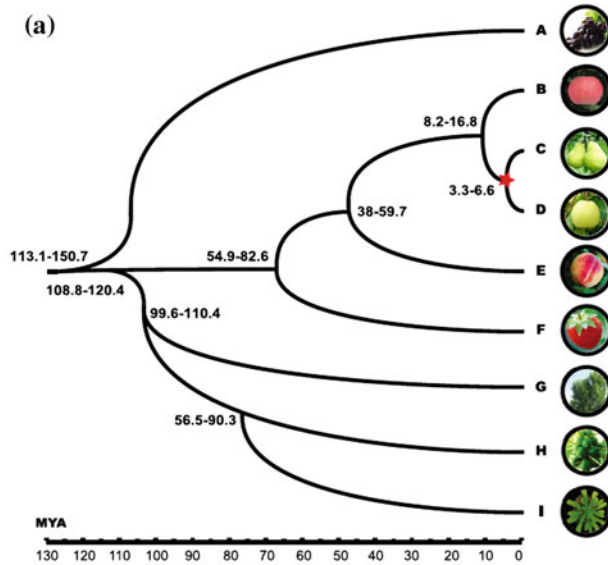 (a)
A
B
8.2-16.8
C
3.3-6.6
D
38-59.7
113.1-150.7
54.9-82.6
E
108.8-120.4
99.6-110.4
F
G
56.5-90.3
H
I
MYA
130 120 110 100 90 80 70 60 50 40 30 20 10 0